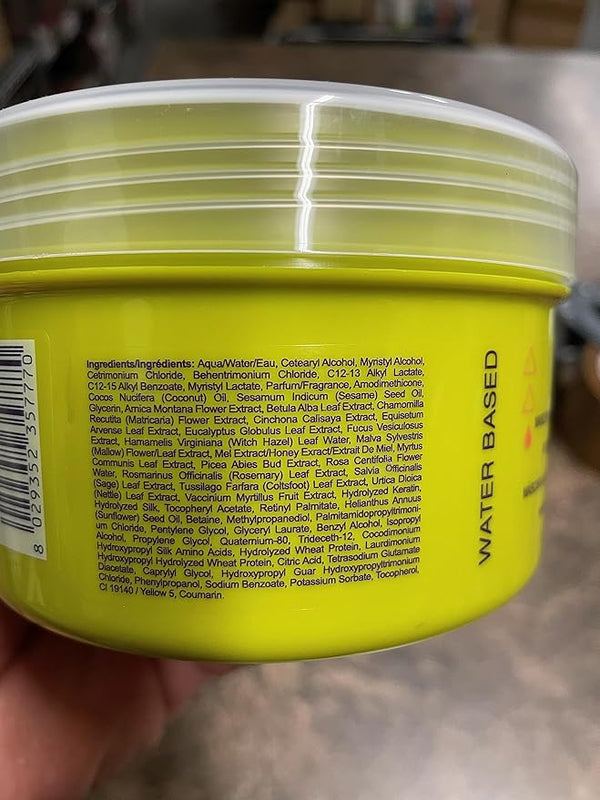 Ingredients/Ingrédients: Aqua/Water/Eau, Cetearyl Alcohol, Myristyl Alcohol,
Cetrimonium Chloride, Behentrimonium Chloride, C12-13 Alkyl Lactate,
C12-15 Alkyl Benzoate, Myristyl Lactate, Parfum/Fragrance, Amodimethicone,
Cocos Nucifera (Coconut) Oil, Sesamum Indicum (Sesame) Seed Oil,
Glycerin, Arnica Montana Flower Extract, Betula Alba Leaf Extract, Chamomilla
Recutita (Matricaria) Flower Extract, Cinchona Calisaya Extract, Equisetum
Arvense Leaf Extract, Eucalyptus Globulus Leaf Extract, Fucus Vesiculosus
Extract, Hamamelis Virginiana (Witch Hazel) Leaf Water, Malva Sylvestris
(Mallow) Flower/Leaf Extract, Mel Extract/Honey Exract/Extrait De Miel, Myrtus
Communis Leaf Extract, Picea Abies Bud Extract, Rosa Centifolia Flower
Water, Rosmarinus Officinalis (Rosemary) Leaf Extract, Salvia Officinalis
(Sage) Leaf Extract, Tussilago Farfara (Coltsfoot) Leaf Extract, Urtica Dioica
(Nettle) Leaf Extract, Vaccinium Myrtillus Fruit Extract, Hydrolyzed Keratin,
Hydrolyzed Silk, Tocopheryl Acetate, Retinyl Palmitate, Helianthus Annuus
(Sunflower) Seed Oil, Betaine, Methylpropanediol, Palmitamidopropyltrimoni-
um Chloride, Pentylene Glycol, Glyceryl Laurate, Benzyl Alcohol, Isopropyl
Alcohol, Propylene Glycol, Quaternium-80, Trideceth-12, Cocodimonium
Hydroxypropyl Silk Amino Acids, Hydrolyzed Wheat Protein, Laurdimonium
Hydroxypropyl Hydrolyzed Wheat Protein, Citric Acid, Tetrasodium Glutamate
Diacetate, Caprylyl Glycol, Hydroxypropyl Guar Hydroxypropyltrimonium
Chloride, Phenylpropanol, Sodium Benzoate, Potassium Sorbate, Tocopherol,
CI 19140 / Yellow 5, Coumarin.
8 029352 357770
WATER BASED